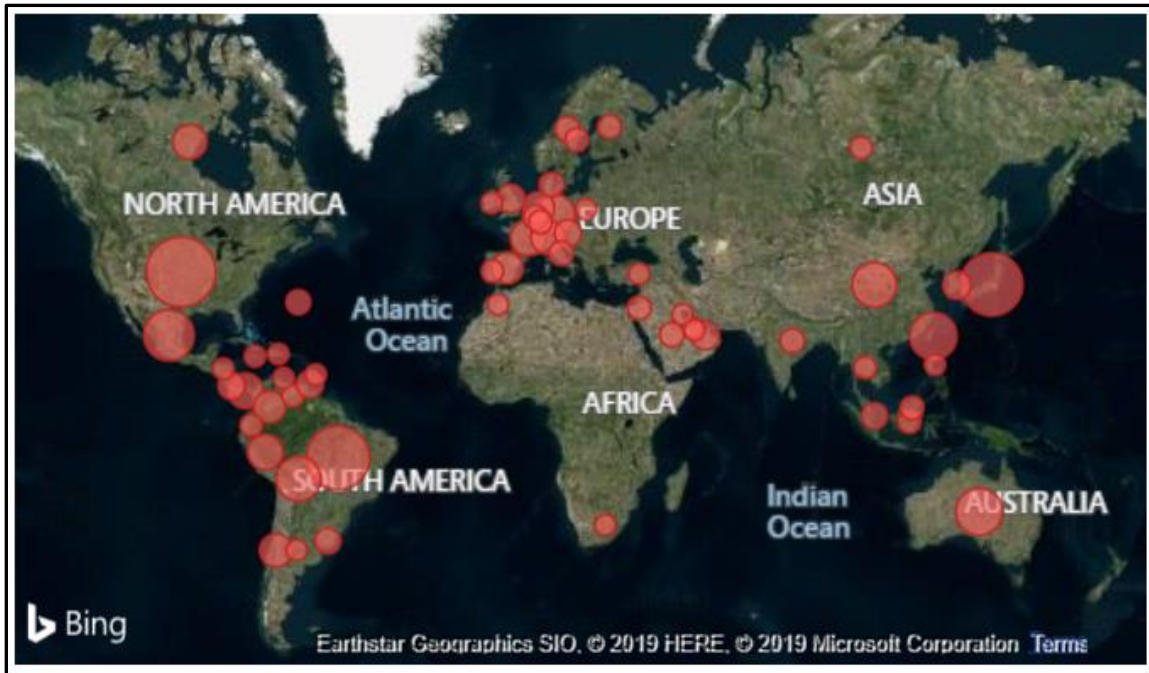 NORTH AMERICA
ASIA
EUROPE
Atlantic
Ocean
AFRICA
SOUTH AMERICA
Indian
Ocean
AUSTRALIA
Bing
Earthstar Geographics SIO, © 2019 HERE, © 2019 Microsoft Corporation Terms